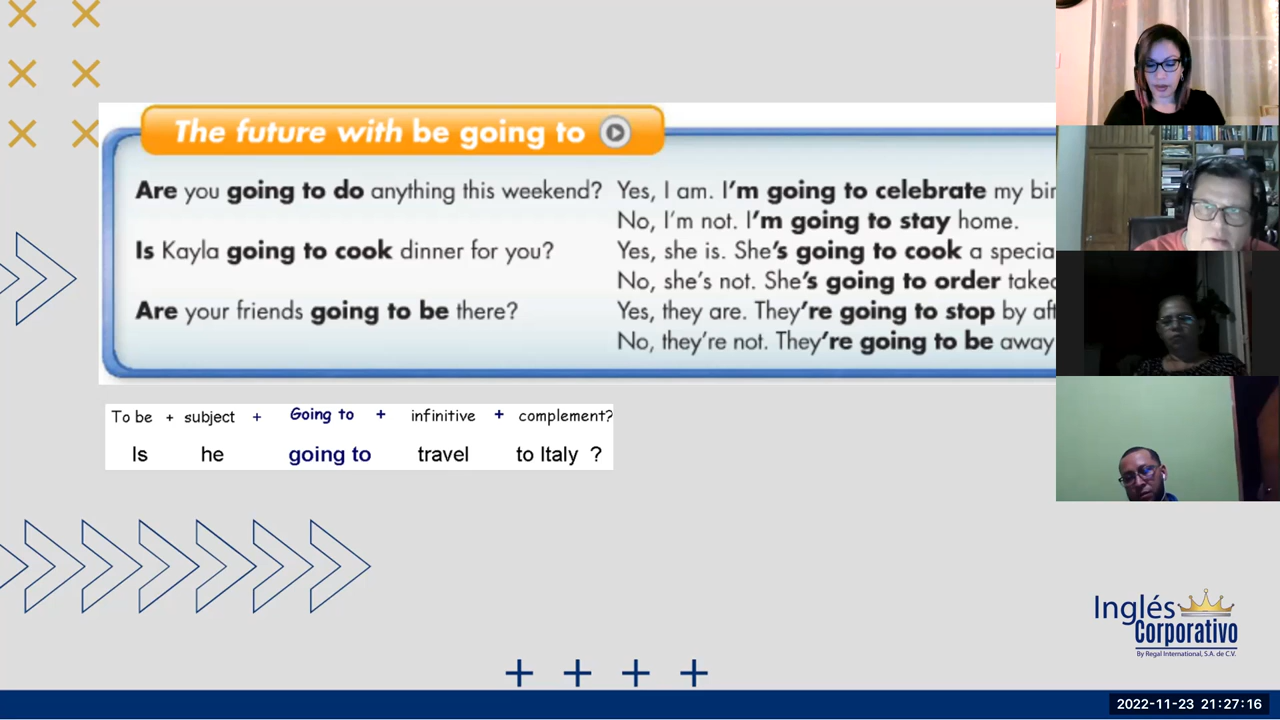 The future with be going to
Are you going to do anything this weekend? Yes, I am. I'm going to celebrate my
No, I'm not. I'm going to stay home.
Is Kayla going to cook dinner for you? Yes, she is. She's going to cook a
No, she's not. She's going to order
Are your friends going to be there? Yes, they are. They're going to stop by
No, they're not. They're going to be away
To be + subject + Going to + infinitive + complement?
Is he going to travel to Italy ?
Inglés
Corporativo
By Regal International, S.A. de C.V.
2022-11-23 21:27:16